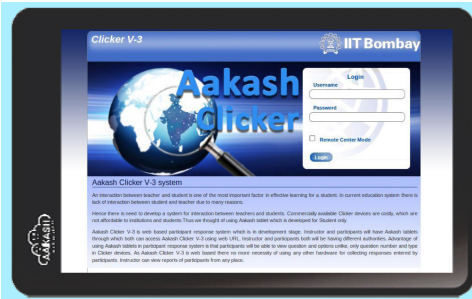 Clicker V-3
IIT Bombay
Aakash
Clicker
Login
Username
Password
Remote Center Mode
Login
Aakash Clicker V-3 system
An interaction between teacher and student is one of the most important factor in effective learning for a student. In current education system there is
lack of interaction between student and teacher due to many reasons.
Hence there is need to develop a system for interaction between teachers and students. Commercially available Clicker devices are costly, which are
not affordable to institutions and students.Thus we thought of using Aakash tablet which is developed for Student only.
Aakash Clicker V-3 is web based participant response system which is in development stage. Instructor and participants will have Aakash tablets
through which both can access Aakash Clicker V-3 using web URL. Instructor and participants both will be having different authorities. Advantage of
using Aakash tablets in participant response system is that participants will be able to view question and options unlike, only question number and type
in Clicker devices. As Aakash Clicker V-3 is web based there no more necessity of using any other hardware for collecting responses entered by
participants. Instructor can view reports of participants from any place.
AAKASH